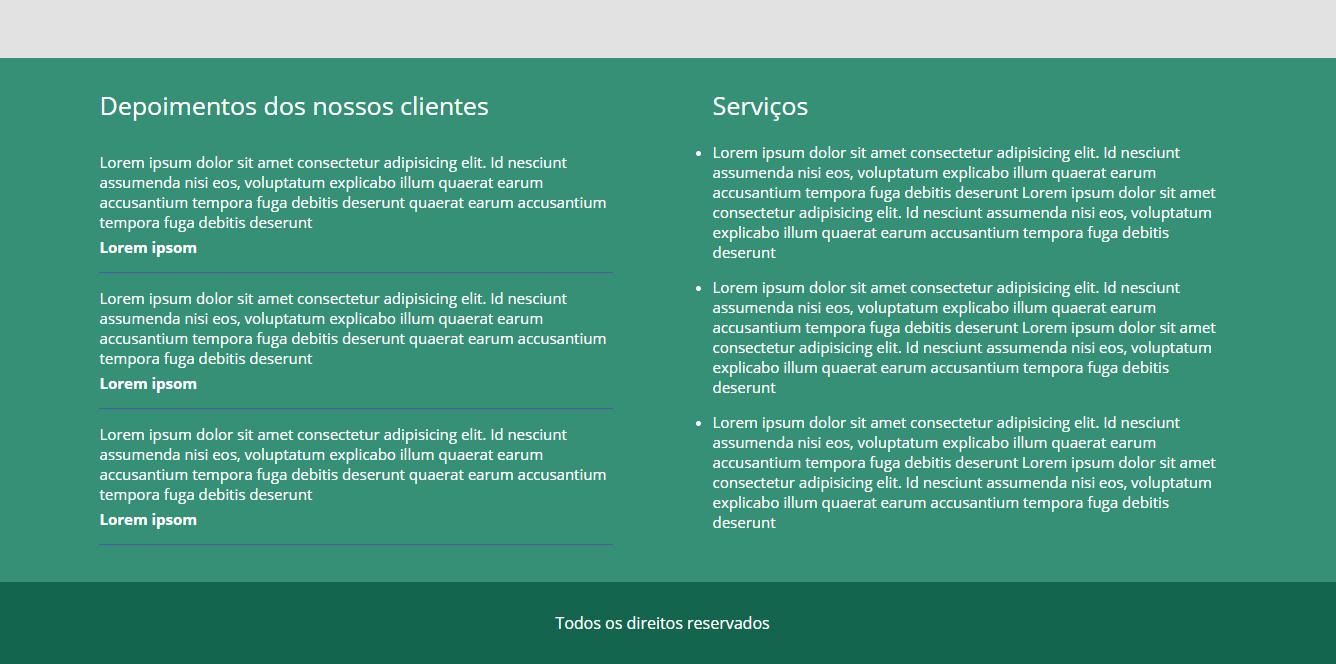 Depoimentos dos nossos clientes
Lorem ipsum dolor sit amet consectetur adipisicing elit. Id nesciunt
assumenda nisi eos, voluptatum explicabo illum quaerat earum
accusantium tempora fuga debitis deserunt quaerat earum accusantium
tempora fuga debitis deserunt
Lorem ipsom
Lorem ipsum dolor sit amet consectetur adipisicing elit. Id nesciunt
assumenda nisi eos, voluptatum explicabo illum quaerat earum
accusantium tempora fuga debitis deserunt quaerat earum accusantium
tempora fuga debitis deserunt
Lorem ipsom
Lorem ipsum dolor sit amet consectetur adipisicing elit. Id nesciunt
assumenda nisi eos, voluptatum explicabo illum quaerat earum
accusantium tempora fuga debitis deserunt quaerat earum accusantium
tempora fuga debitis deserunt
Lorem ipsom
Serviços
• Lorem ipsum dolor sit amet consectetur adipisicing elit. Id nesciunt
assumenda nisi eos, voluptatum explicabo illum quaerat earum
accusantium tempora fuga debitis deserunt Lorem ipsum dolor sit amet
consectetur adipisicing elit. Id nesciunt assumenda nisi eos, voluptatum
explicabo illum quaerat earum accusantium tempora fuga debitis
deserunt
• Lorem ipsum dolor sit amet consectetur adipisicing elit. Id nesciunt
assumenda nisi eos, voluptatum explicabo illum quaerat earum
accusantium tempora fuga debitis deserunt Lorem ipsum dolor sit amet
consectetur adipisicing elit. Id nesciunt assumenda nisi eos, voluptatum
explicabo illum quaerat earum accusantium tempora fuga debitis
deserunt
• Lorem ipsum dolor sit amet consectetur adipisicing elit. Id nesciunt
assumenda nisi eos, voluptatum explicabo illum quaerat earum
accusantium tempora fuga debitis deserunt Lorem ipsum dolor sit amet
consectetur adipisicing elit. Id nesciunt assumenda nisi eos, voluptatum
explicabo illum quaerat earum accusantium tempora fuga debitis
deserunt
Todos os direitos reservados